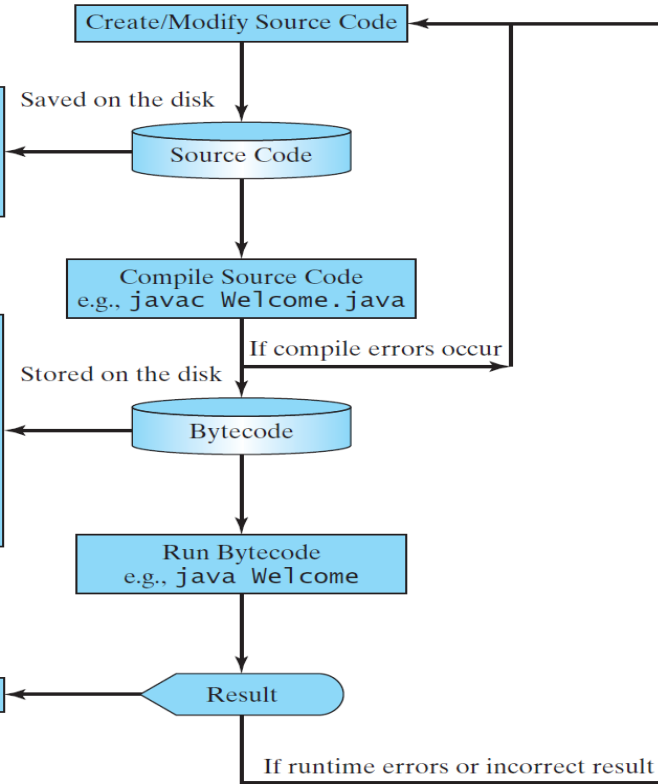 Create/Modify Source Code
Saved on the disk
Source Code
Compile Source Code
e.g., javac Welcome.java
If compile errors occur
Stored on the disk
Bytecode
Run Bytecode
e.g., java Welcome
Result
If runtime errors or incorrect result